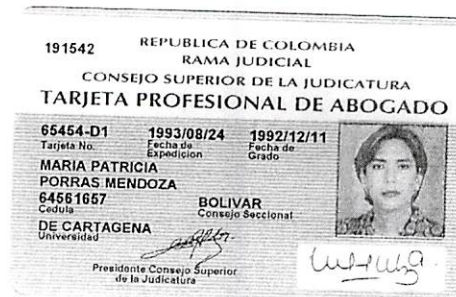 191542
REPUBLICA DE COLOMBIA
RAMA JUDICIAL
CONSEJO SUPERIOR DE LA JUDICATURA
TARJETA PROFESIONAL DE ABOGADO
65454-D1 1993/08/24 1992/12/11
Tarjeta No. Fecha de Expedicion Fecha de Grado
MARIA PATRICIA
PORRAS MENDOZA
64561657 BOLIVAR
Cedula Consejo Seccional
DE CARTAGENA
Universidad
Presidente Consejo Superior
de la Judicatura